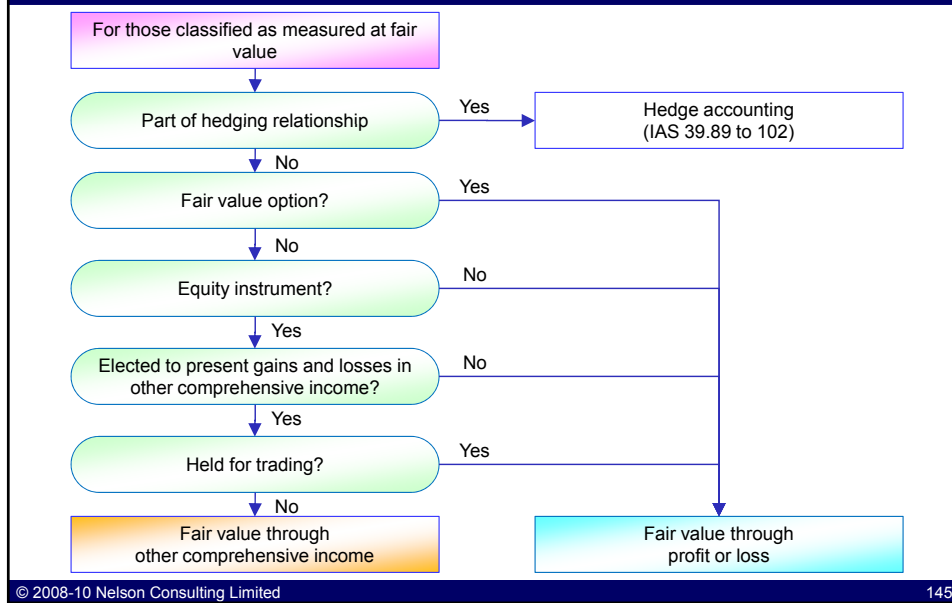 For those classified as measured at fair
value
Part of hedging relationship
Yes
Hedge accounting
(IAS 39.89 to 102)
No
Fair value option?
Yes
No
Equity instrument?
No
Yes
Elected to present gains and losses in
other comprehensive income?
No
Yes
Held for trading?
Yes
No
Fair value through
other comprehensive income
Fair value through
profit or loss
© 2008-10 Nelson Consulting Limited
145